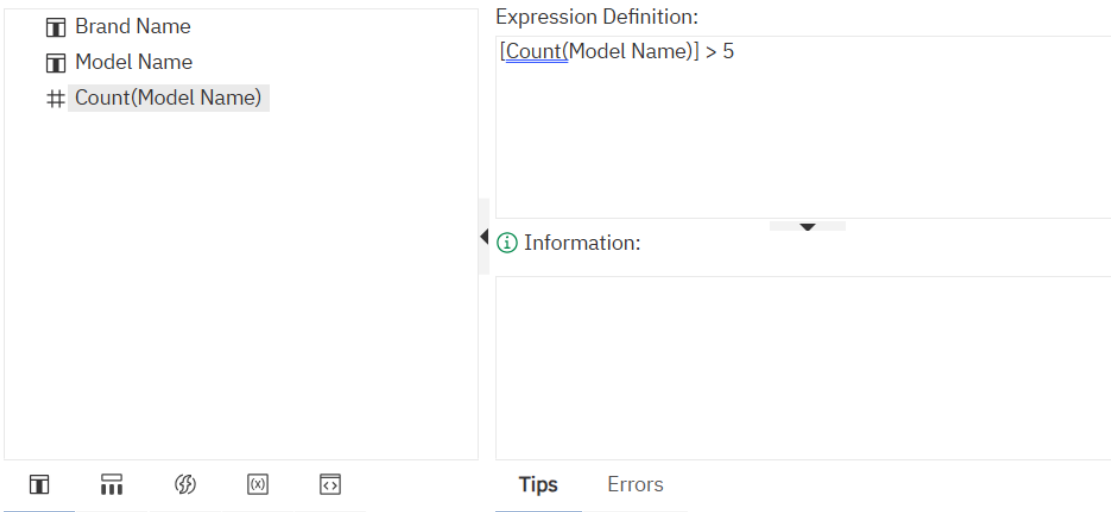 Brand Name
Model Name
Count(Model Name)
Expression Definition:
[Count(Model Name)] > 5
Information:
Tips
Errors